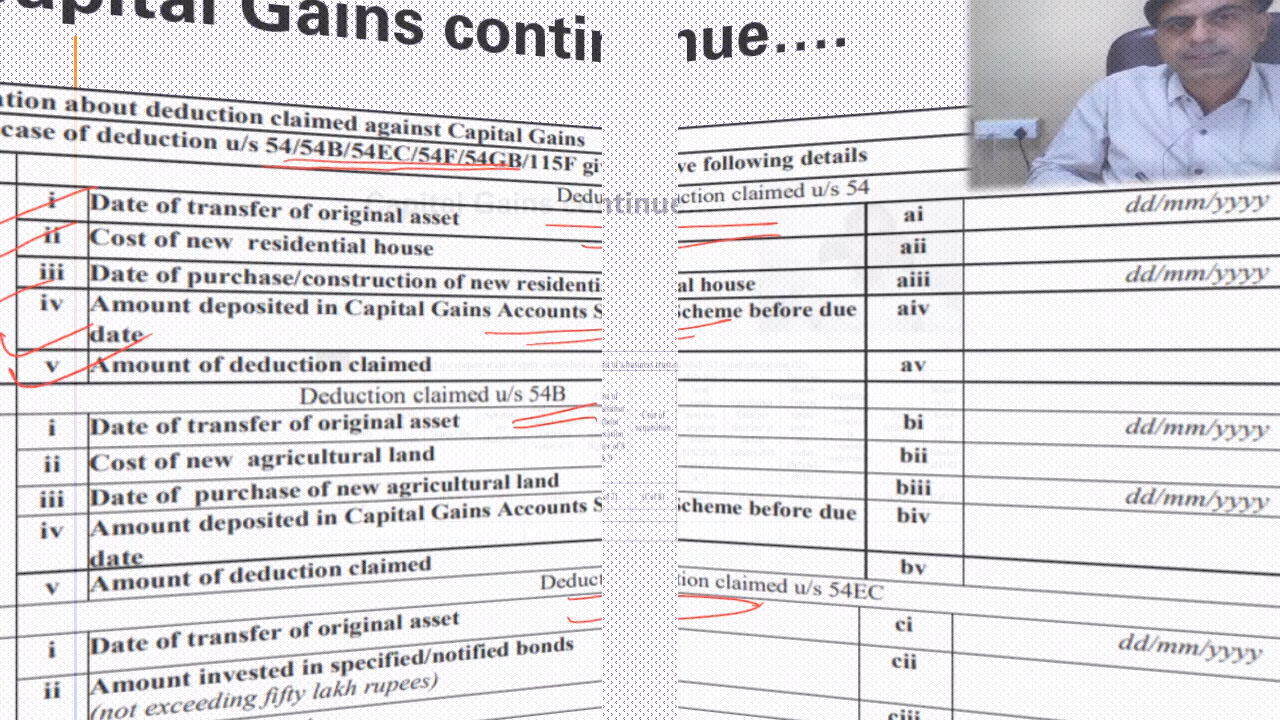 Capital Gains continue....
ation about deduction claimed against Capital Gains
case of deduction u/s 54/54B/54EC/54F/54GB/115F give following details
Deduction claimed u/s 54
i Date of transfer of original asset ai dd/mm/yyyy
ii Cost of new residential house aii
iii Date of purchase/construction of new residential house aiii dd/mm/yyyy
iv Amount deposited in Capital Gains Accounts Scheme before due aiv
date
v Amount of deduction claimed av
Deduction claimed u/s 54B
i Date of transfer of original asset bi dd/mm/yyyy
ii Cost of new agricultural land bii
iii Date of purchase of new agricultural land biii dd/mm/yyyy
iv Amount deposited in Capital Gains Accounts Scheme before due biv
date
v Amount of deduction claimed bv
Deduction claimed u/s 54EC
i Date of transfer of original asset ci dd/mm/yyyy
ii Amount invested in specified/notified bonds cii
(not exceeding fifty lakh rupees)
ciii